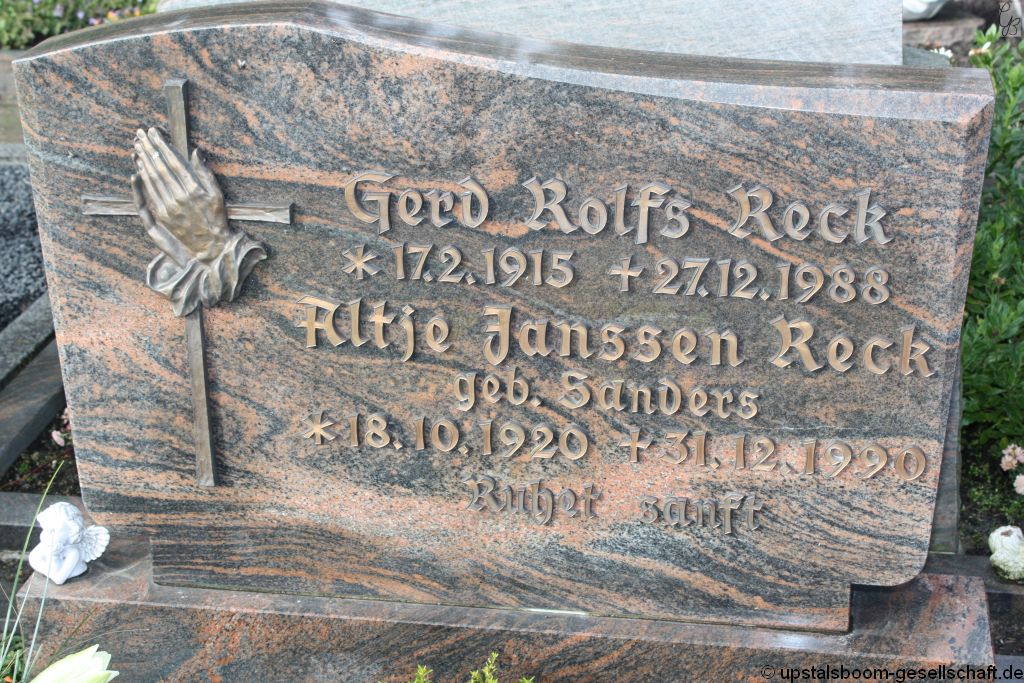 Gerd Rolfs Reck
* 17.2.1915 + 27.12.1988
Altje Janssen Reck
geb. Sanders
* 18.10.1920 + 31.12.1990
Ruhet sanft
© upstalsboom-gesellschaft.de